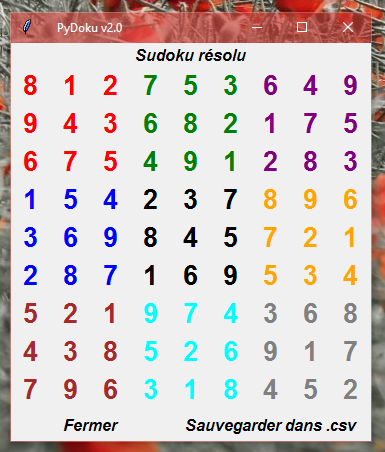 PyDoku v2.0
Sudoku résolu
8 1 2 7 5 3 6 4 9
9 4 3 6 8 2 1 7 5
6 7 5 4 9 1 2 8 3
1 5 4 2 3 7 8 9 6
3 6 9 8 4 5 7 2 1
2 8 7 1 6 9 5 3 4
5 2 1 9 7 4 3 6 8
4 3 8 5 2 6 9 1 7
7 9 6 3 1 8 4 5 2
Fermer Sauvegarder dans .csv